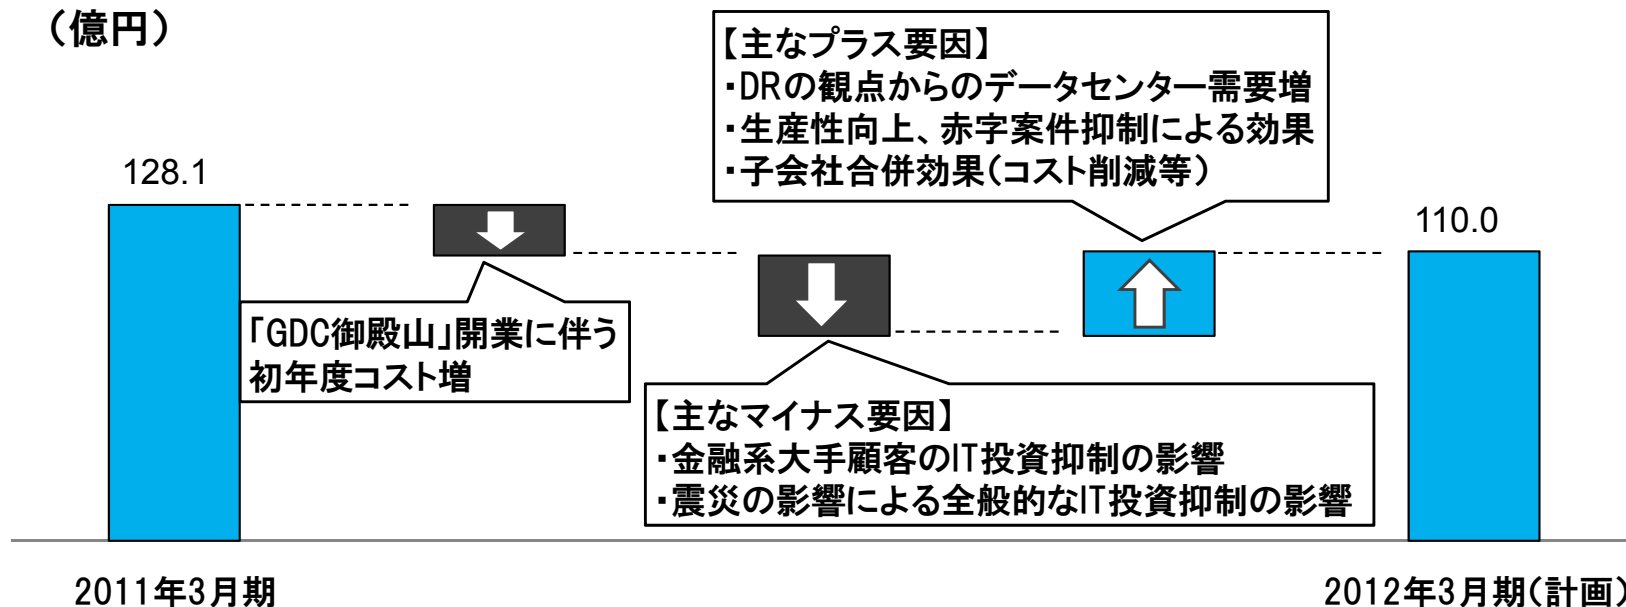 （億円）
【主なプラス要因】
・DRの観点からのデータセンター需要増
・生産性向上、赤字案件抑制による効果
・子会社合併効果（コスト削減等）
128.1
110.0
「GDC御殿山」開業に伴う
初年度コスト増
【主なマイナス要因】
・金融系大手顧客のIT投資抑制の影響
・震災の影響による全般的なIT投資抑制の影響
2011年3月期
2012年3月期（計画）